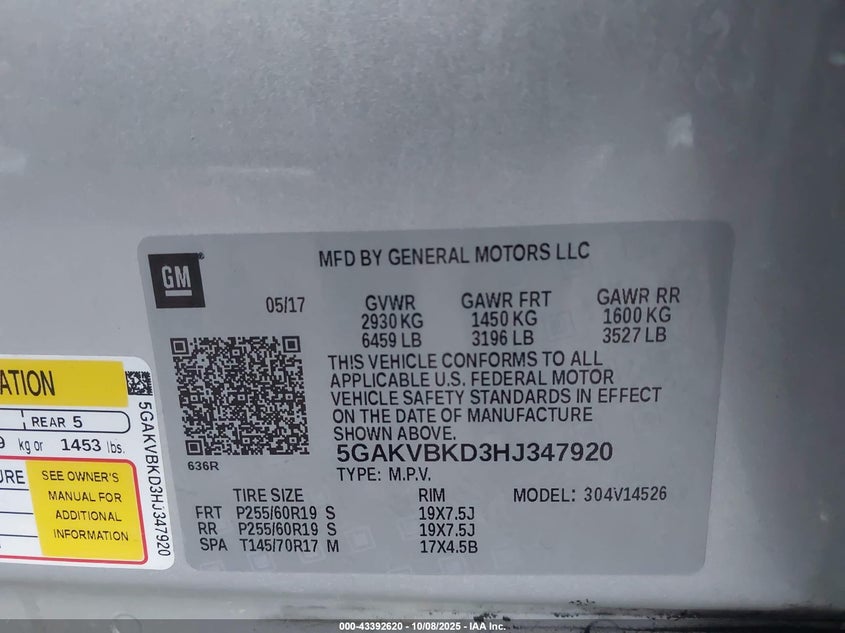 GM
MFD BY GENERAL MOTORS LLC
05/17
GVWR GAWR FRT GAWR RR
2930 KG 1450 KG 1600 KG
6459 LB 3196 LB 3527 LB
THIS VEHICLE CONFORMS TO ALL
APPLICABLE U.S. FEDERAL MOTOR
VEHICLE SAFETY STANDARDS IN EFFECT
ON THE DATE OF MANUFACTURE
SHOWN ABOVE.
636R
5GAKVBKD3HJ347920
TYPE: M.P.V.
TIRE SIZE RIM MODEL: 304V14526
FRT P255/60R19 S 19X7.5J
RR P255/60R19 S 19X7.5J
SPA T145/70R17 M 17X4.5B
ATION
REAR 5
9 kg or 1453 lbs.
URE
SEE OWNER'S
MANUAL FOR
ADDITIONAL
INFORMATION
5GAKVBKD3HJ347920
000-43392620 - 10/08/2025 - IAA Inc.